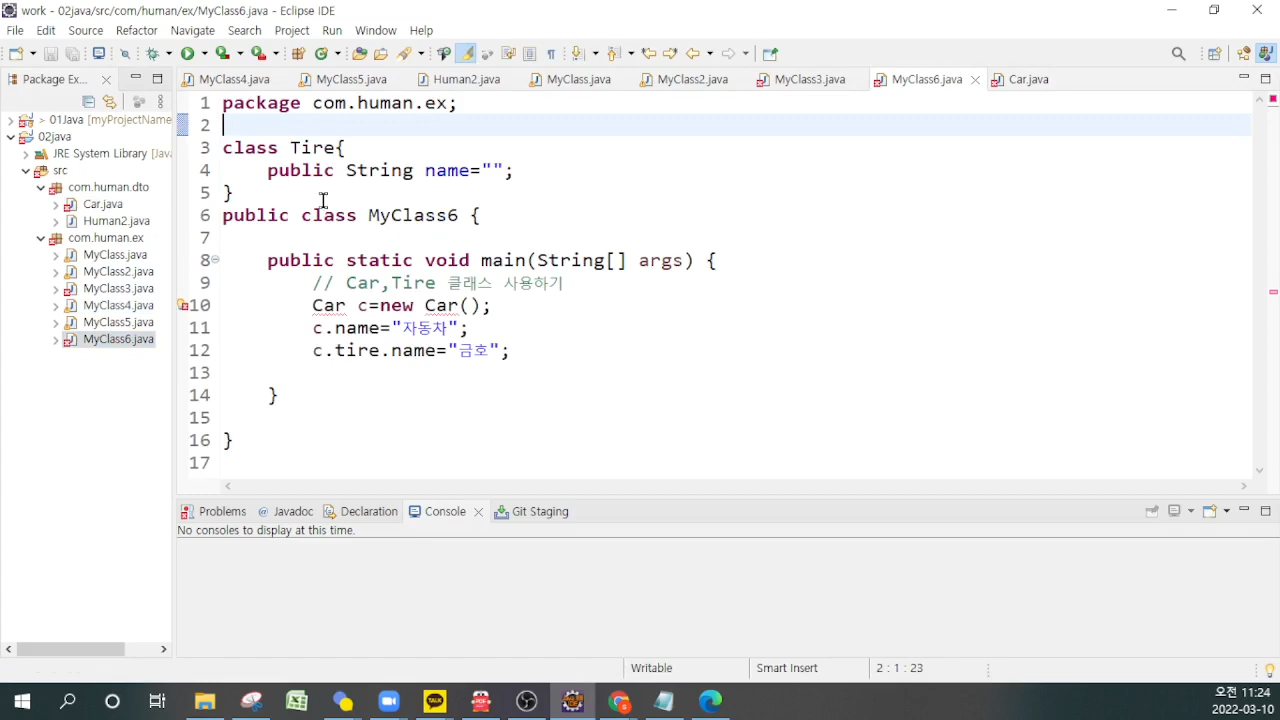 work - 02java/src/com/human/ex/MyClass6.java - Eclipse IDE
File Edit Source Refactor Navigate Search Project Run Window Help
Package Ex...
MyClass4.java MyClass5.java Human2.java MyClass.java MyClass2.java MyClass3.java MyClass6.java Car.java
> 01Java [myProjectName
02java
JRE System Library [Java
src
com.human.dto
Car.java
Human2.java
com.human.ex
MyClass.java
MyClass2.java
MyClass3.java
MyClass4.java
MyClass5.java
MyClass6.java
1 package com.human.ex;
2
3 class Tire{
4 public String name="";
5 }
6 public class MyClass6 {
7
8 public static void main(String[] args) {
9 // Car,Tire 클래스 사용하기
10 Car c=new Car();
11 c.name="자동차";
12 c.tire.name="금호";
13
14 }
15
16 }
17
Problems Javadoc Declaration Console Git Staging
No consoles to display at this time.
Writable Smart Insert 2 : 1 : 23
TALK
PDF
오전 11:24
2022-03-10